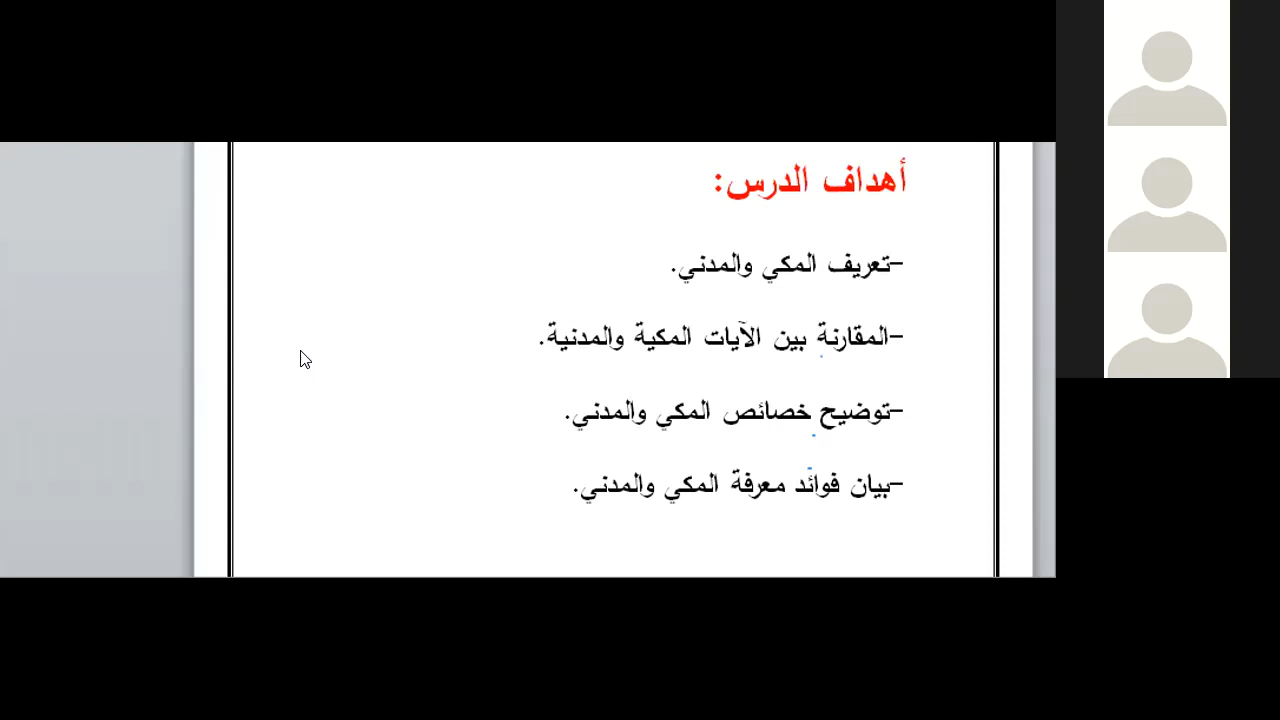 أهداف الدرس:
-تعريف المكي والمدني.
-المقارنة بين الآيات المكية والمدنية.
-توضيح خصائص المكي والمدني.
-بيان فوائد معرفة المكي والمدني.